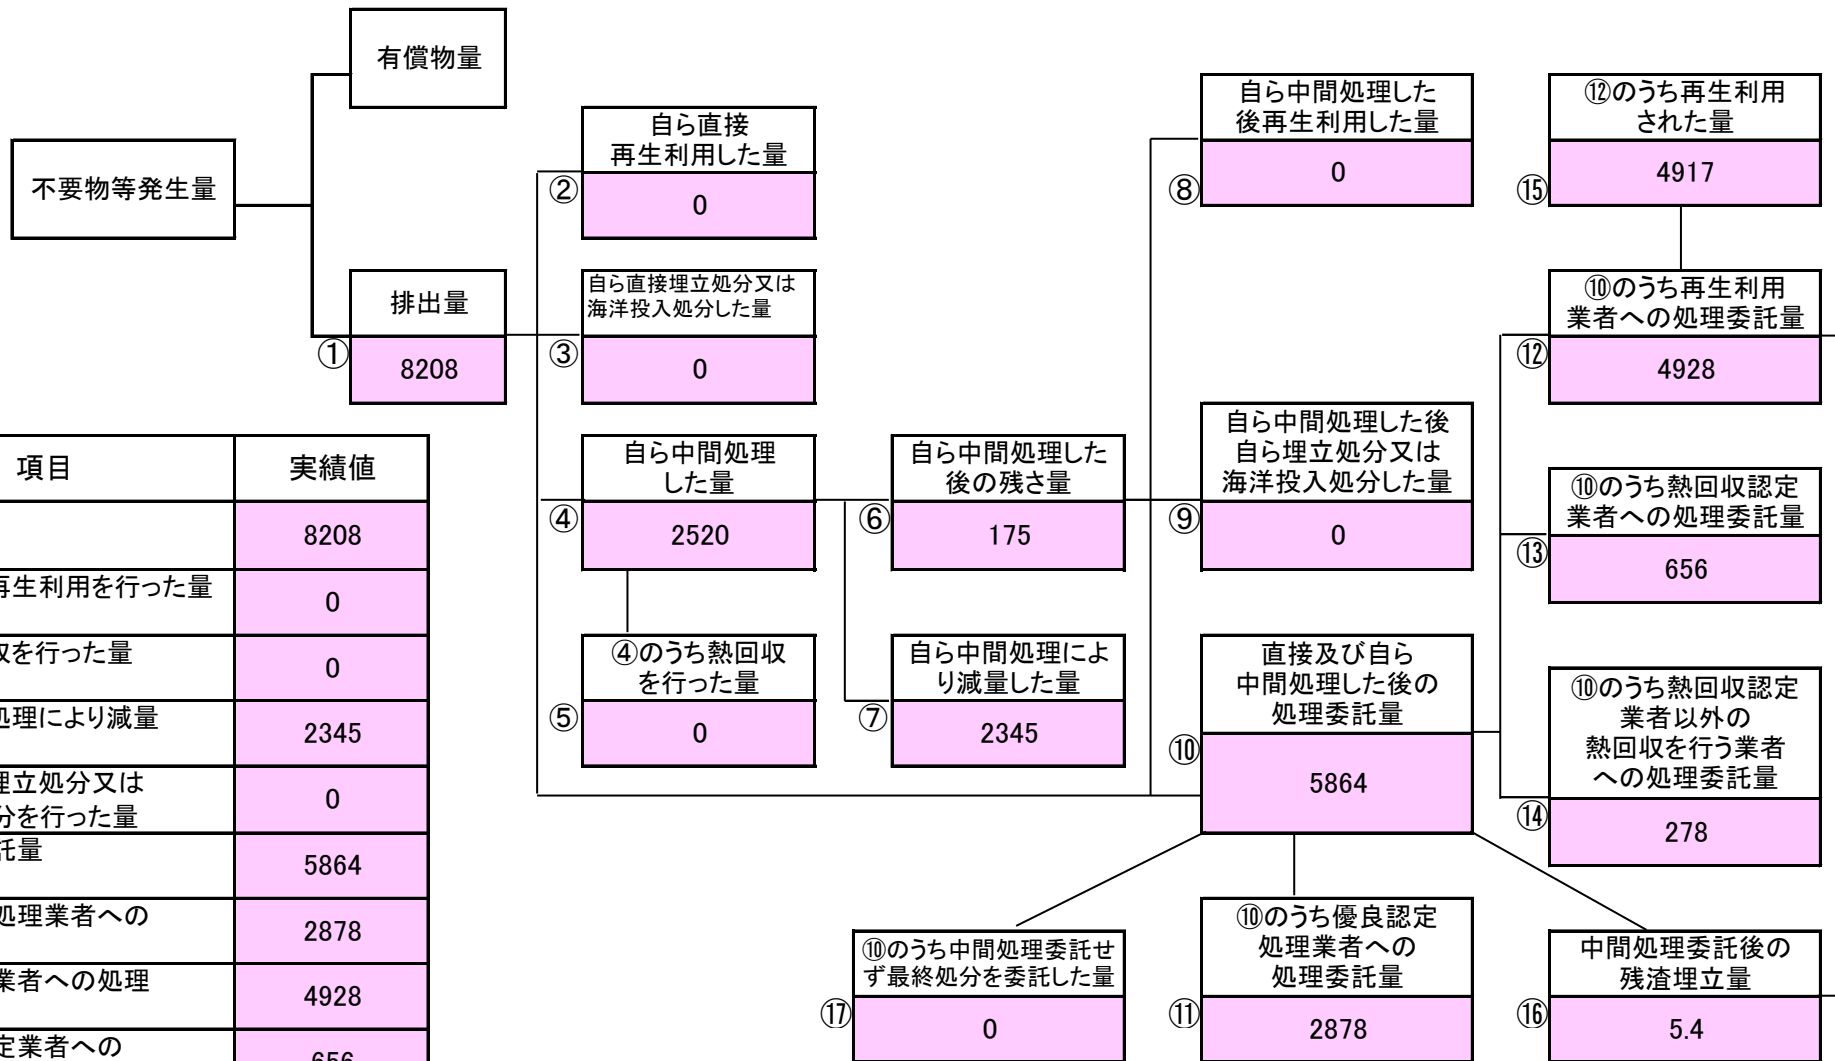 有償物量
不要物等発生量
排出量
①
8208
自ら直接
再生利用した量
②
0
自ら直接埋立処分又は
海洋投入処分した量
③
0
自ら中間処理
した量
④
2520
④のうち熱回収
を行った量
⑤
0
自ら中間処理した
後の残さ量
⑥
175
自ら中間処理によ
り減量した量
⑦
2345
自ら中間処理した
後再生利用した量
⑧
0
自ら中間処理した後
自ら埋立処分又は
海洋投入処分した量
⑨
0
直接及び自ら
中間処理した後の
処理委託量
⑩
5864
⑫のうち再生利用
された量
⑮
4917
⑩のうち再生利用
業者への処理委託量
⑫
4928
⑩のうち熱回収認定
業者への処理委託量
⑬
656
⑩のうち熱回収認定
業者以外の
熱回収を行う業者
への処理委託量
⑭
278
⑩のうち中間処理委託せ
ず最終処分を委託した量
⑰
0
⑩のうち優良認定
処理業者への
処理委託量
⑪
2878
中間処理委託後の
残渣埋立量
⑯
5.4
項目 実績値
8208
再生利用を行った量 0
を行った量 0
処理により減量 2345
埋立処分又は
分を行った量 0
託量 5864
処理業者への 2878
業者への処理 4928
定業者への 656